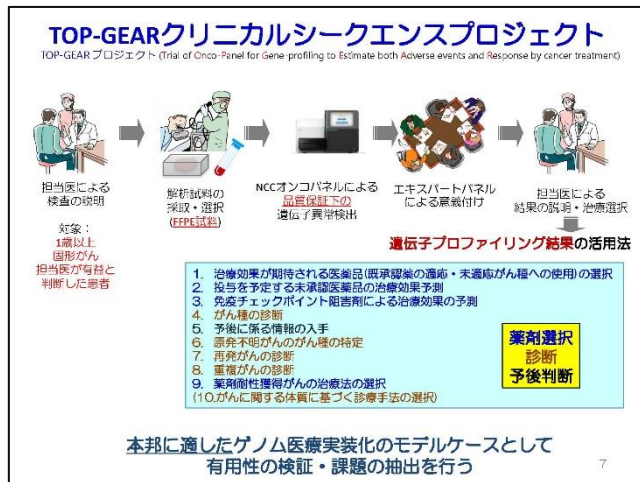 TOP-GEARクリニカルシークエンスプロジェクト
TOP-GEAR プロジェクト (Trial of Onco-Panel for Gene-profiling to Estimate both Adverse events and Response by cancer treatment)
担当医による
検査の説明
対象：
1歳以上
固形がん
担当医が有益と
判断した患者
解析試料の
採取・選択
(FFPE試料)
NCCオンコパネルによる
品質保証下の
遺伝子異常検出
エキスパートパネル
による意義付け
担当医による
結果の説明・治療選択
遺伝子プロファイリング結果の活用法
1. 治療効果が期待される医薬品(既承認薬の適応・未適応がん種への使用)の選択
2. 投与を予定する未承認医薬品の治療効果予測
3. 免疫チェックポイント阻害剤による治療効果の予測
4. がん種の診断
5. 予後に係る情報の入手
6. 原発不明がんのがん種の特定
7. 再発がんの診断
8. 重複がんの診断
9. 薬剤耐性獲得がんの治療法の選択
(10.がんに関する体質に基づく診療手法の選択)
薬剤選択
診断
予後判断
本邦に適したゲノム医療実装化のモデルケースとして
有用性の検証・課題の抽出を行う
7